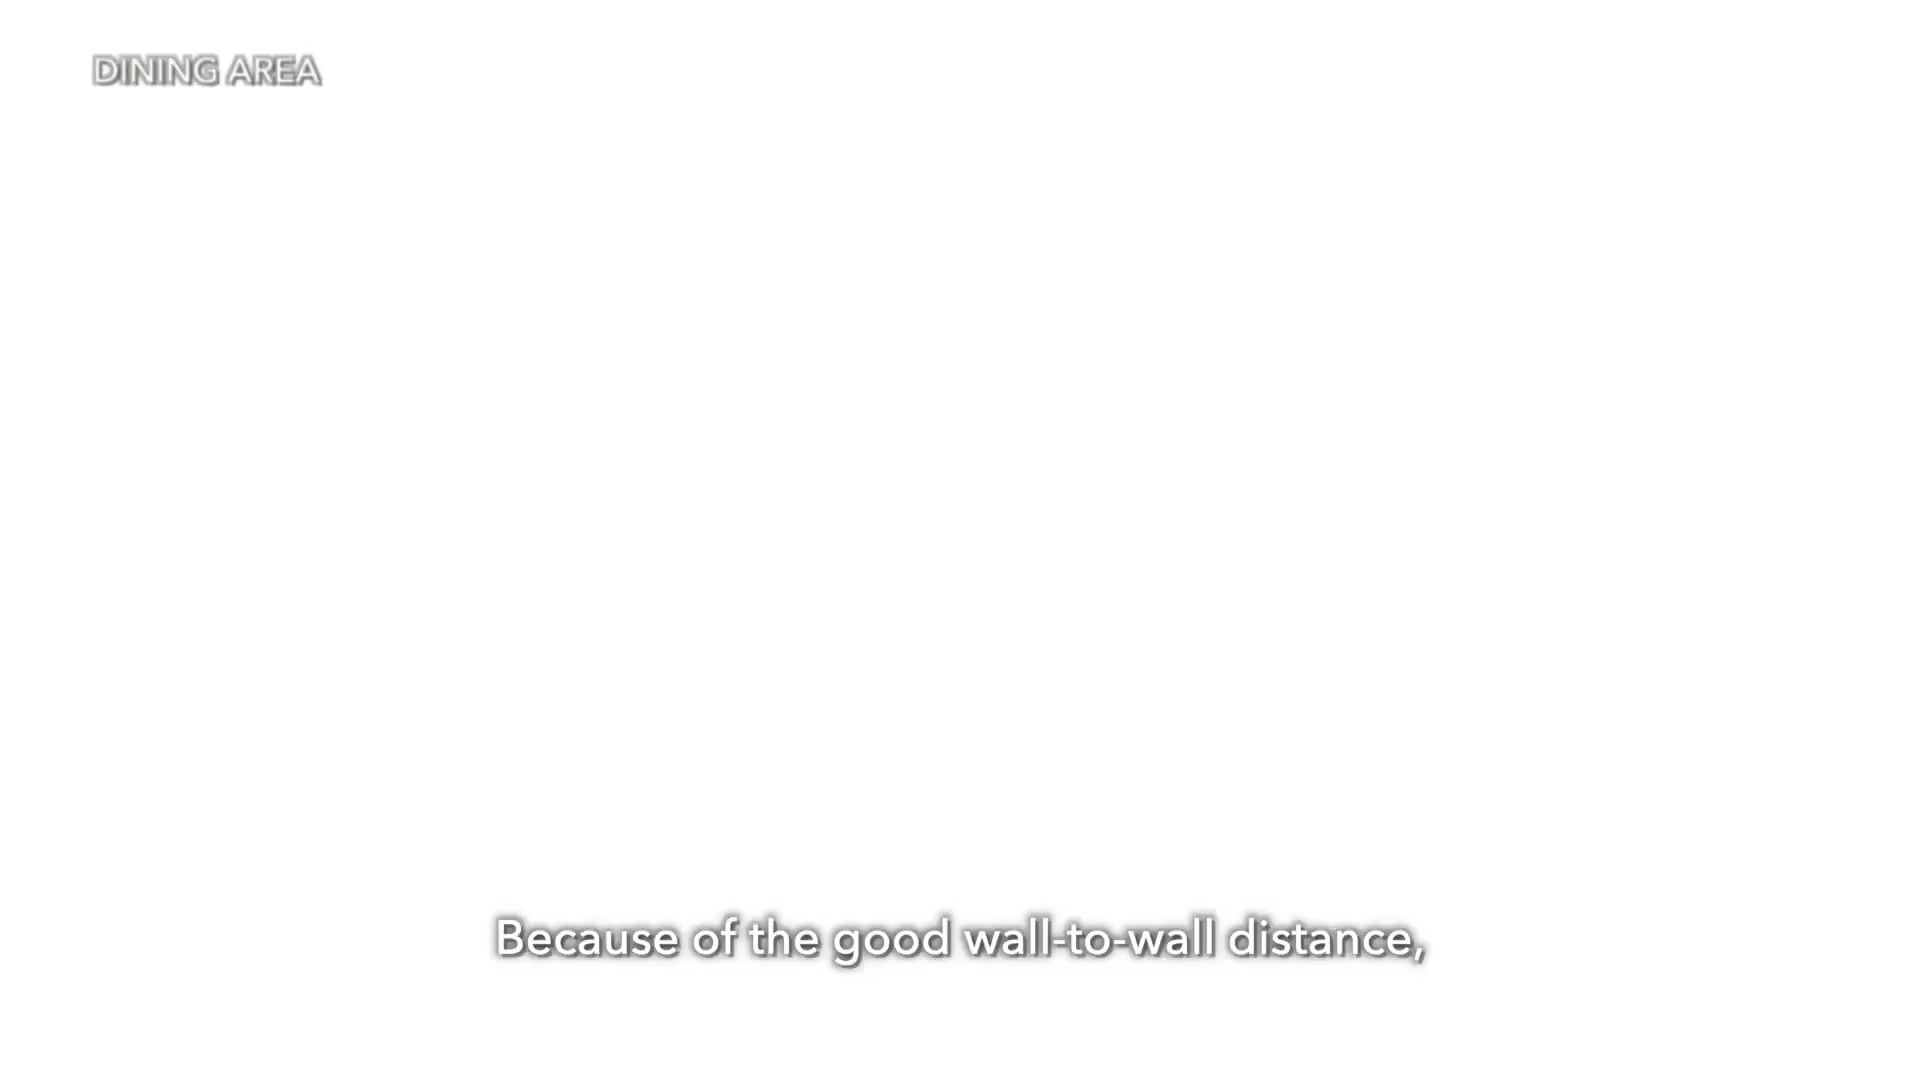 DINING AREA
Because of the good wall-to-wall distance,